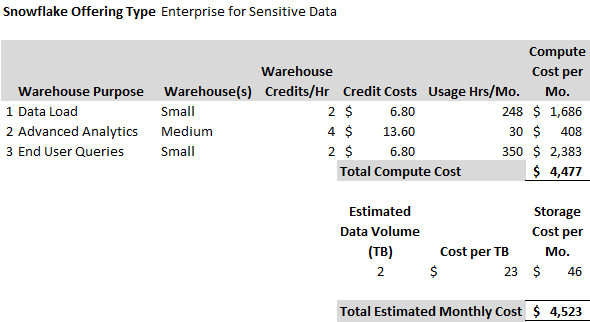 Snowflake Offering Type Enterprise for Sensitive Data
Compute
Warehouse Cost per
Warehouse Purpose Warehouse(s) Credits/Hr Credit Costs Usage Hrs/Mo. Mo.
1 Data Load Small 2 $ 6.80 248 $ 1,686
2 Advanced Analytics Medium 4 $ 13.60 30 $ 408
3 End User Queries Small 2 $ 6.80 350 $ 2,383
Total Compute Cost $ 4,477
Estimated Storage
Data Volume Cost per
(TB) Cost per TB Mo.
2 $ 23 $ 46
Total Estimated Monthly Cost $ 4,523